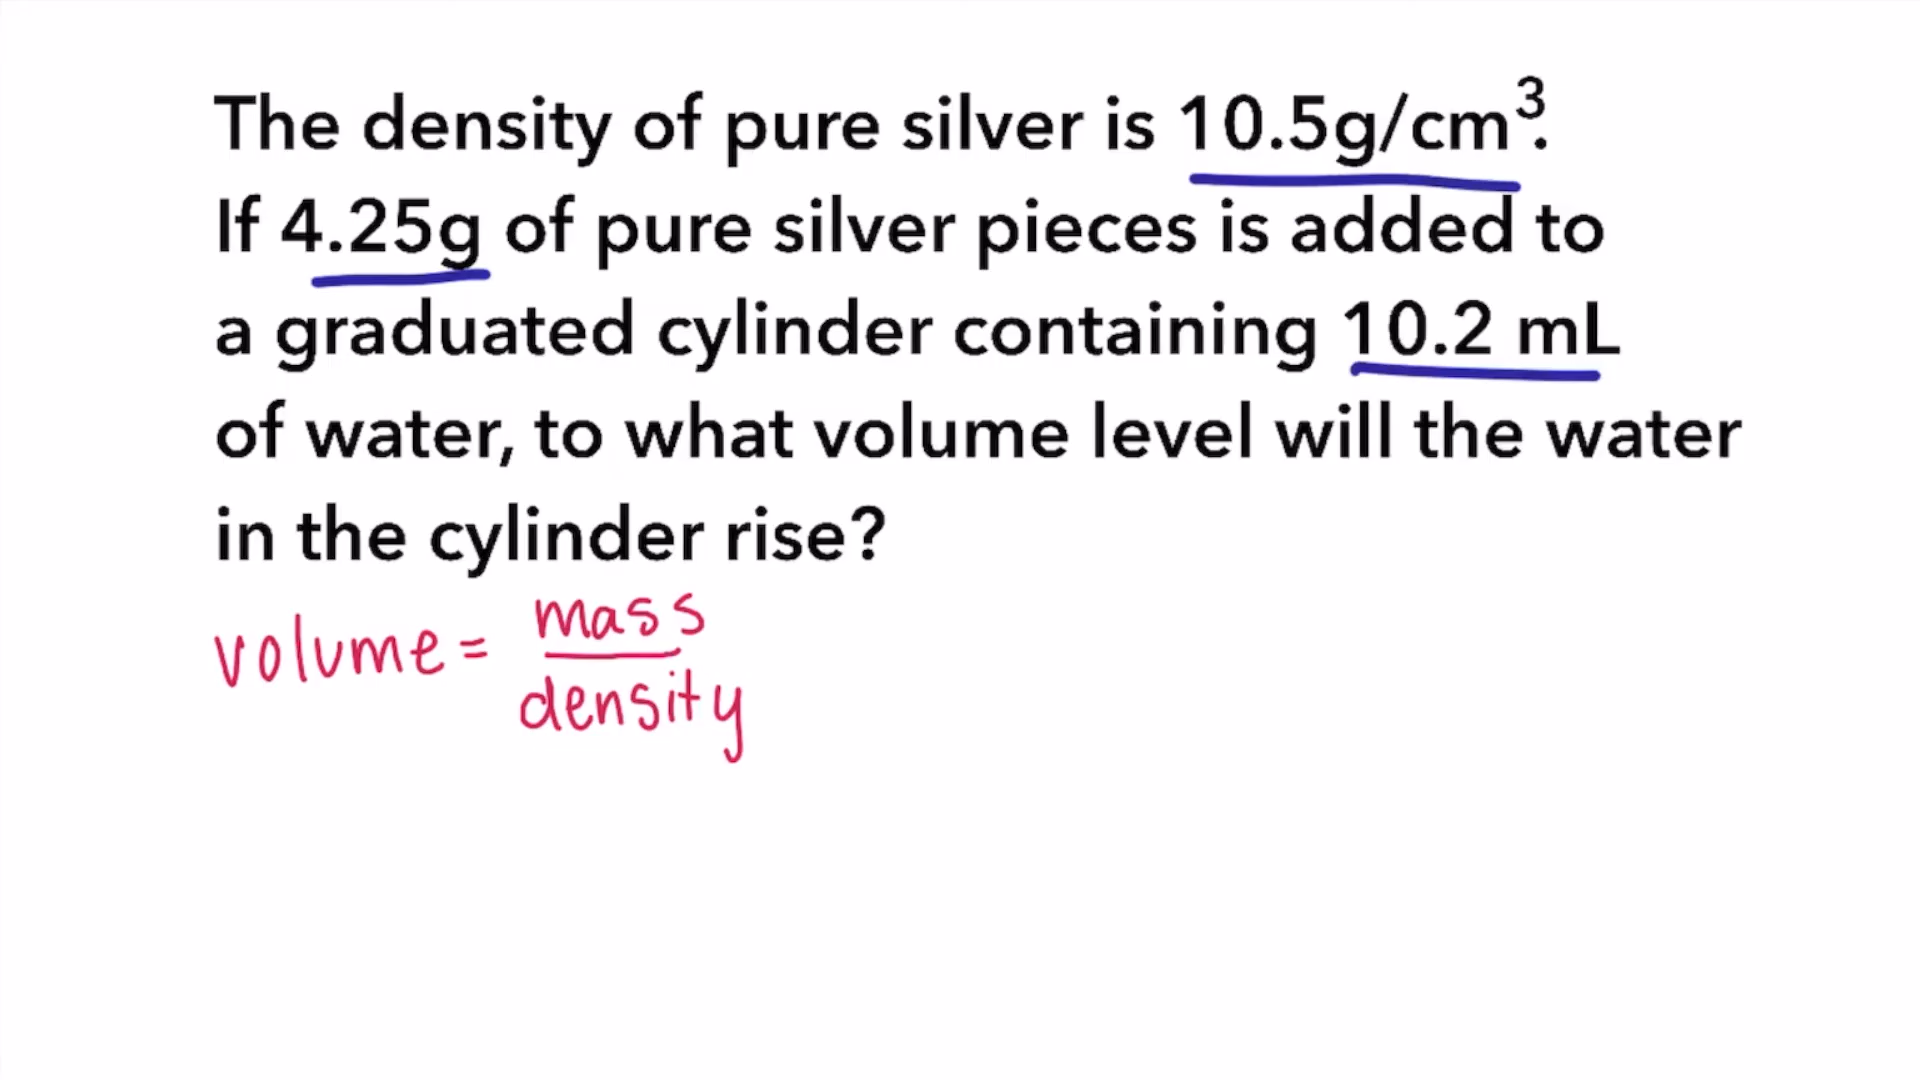 The density of pure silver is 10.5g/cm³.
If 4.25g of pure silver pieces is added to
a graduated cylinder containing 10.2 mL
of water, to what volume level will the water
in the cylinder rise?
volume = mass
density